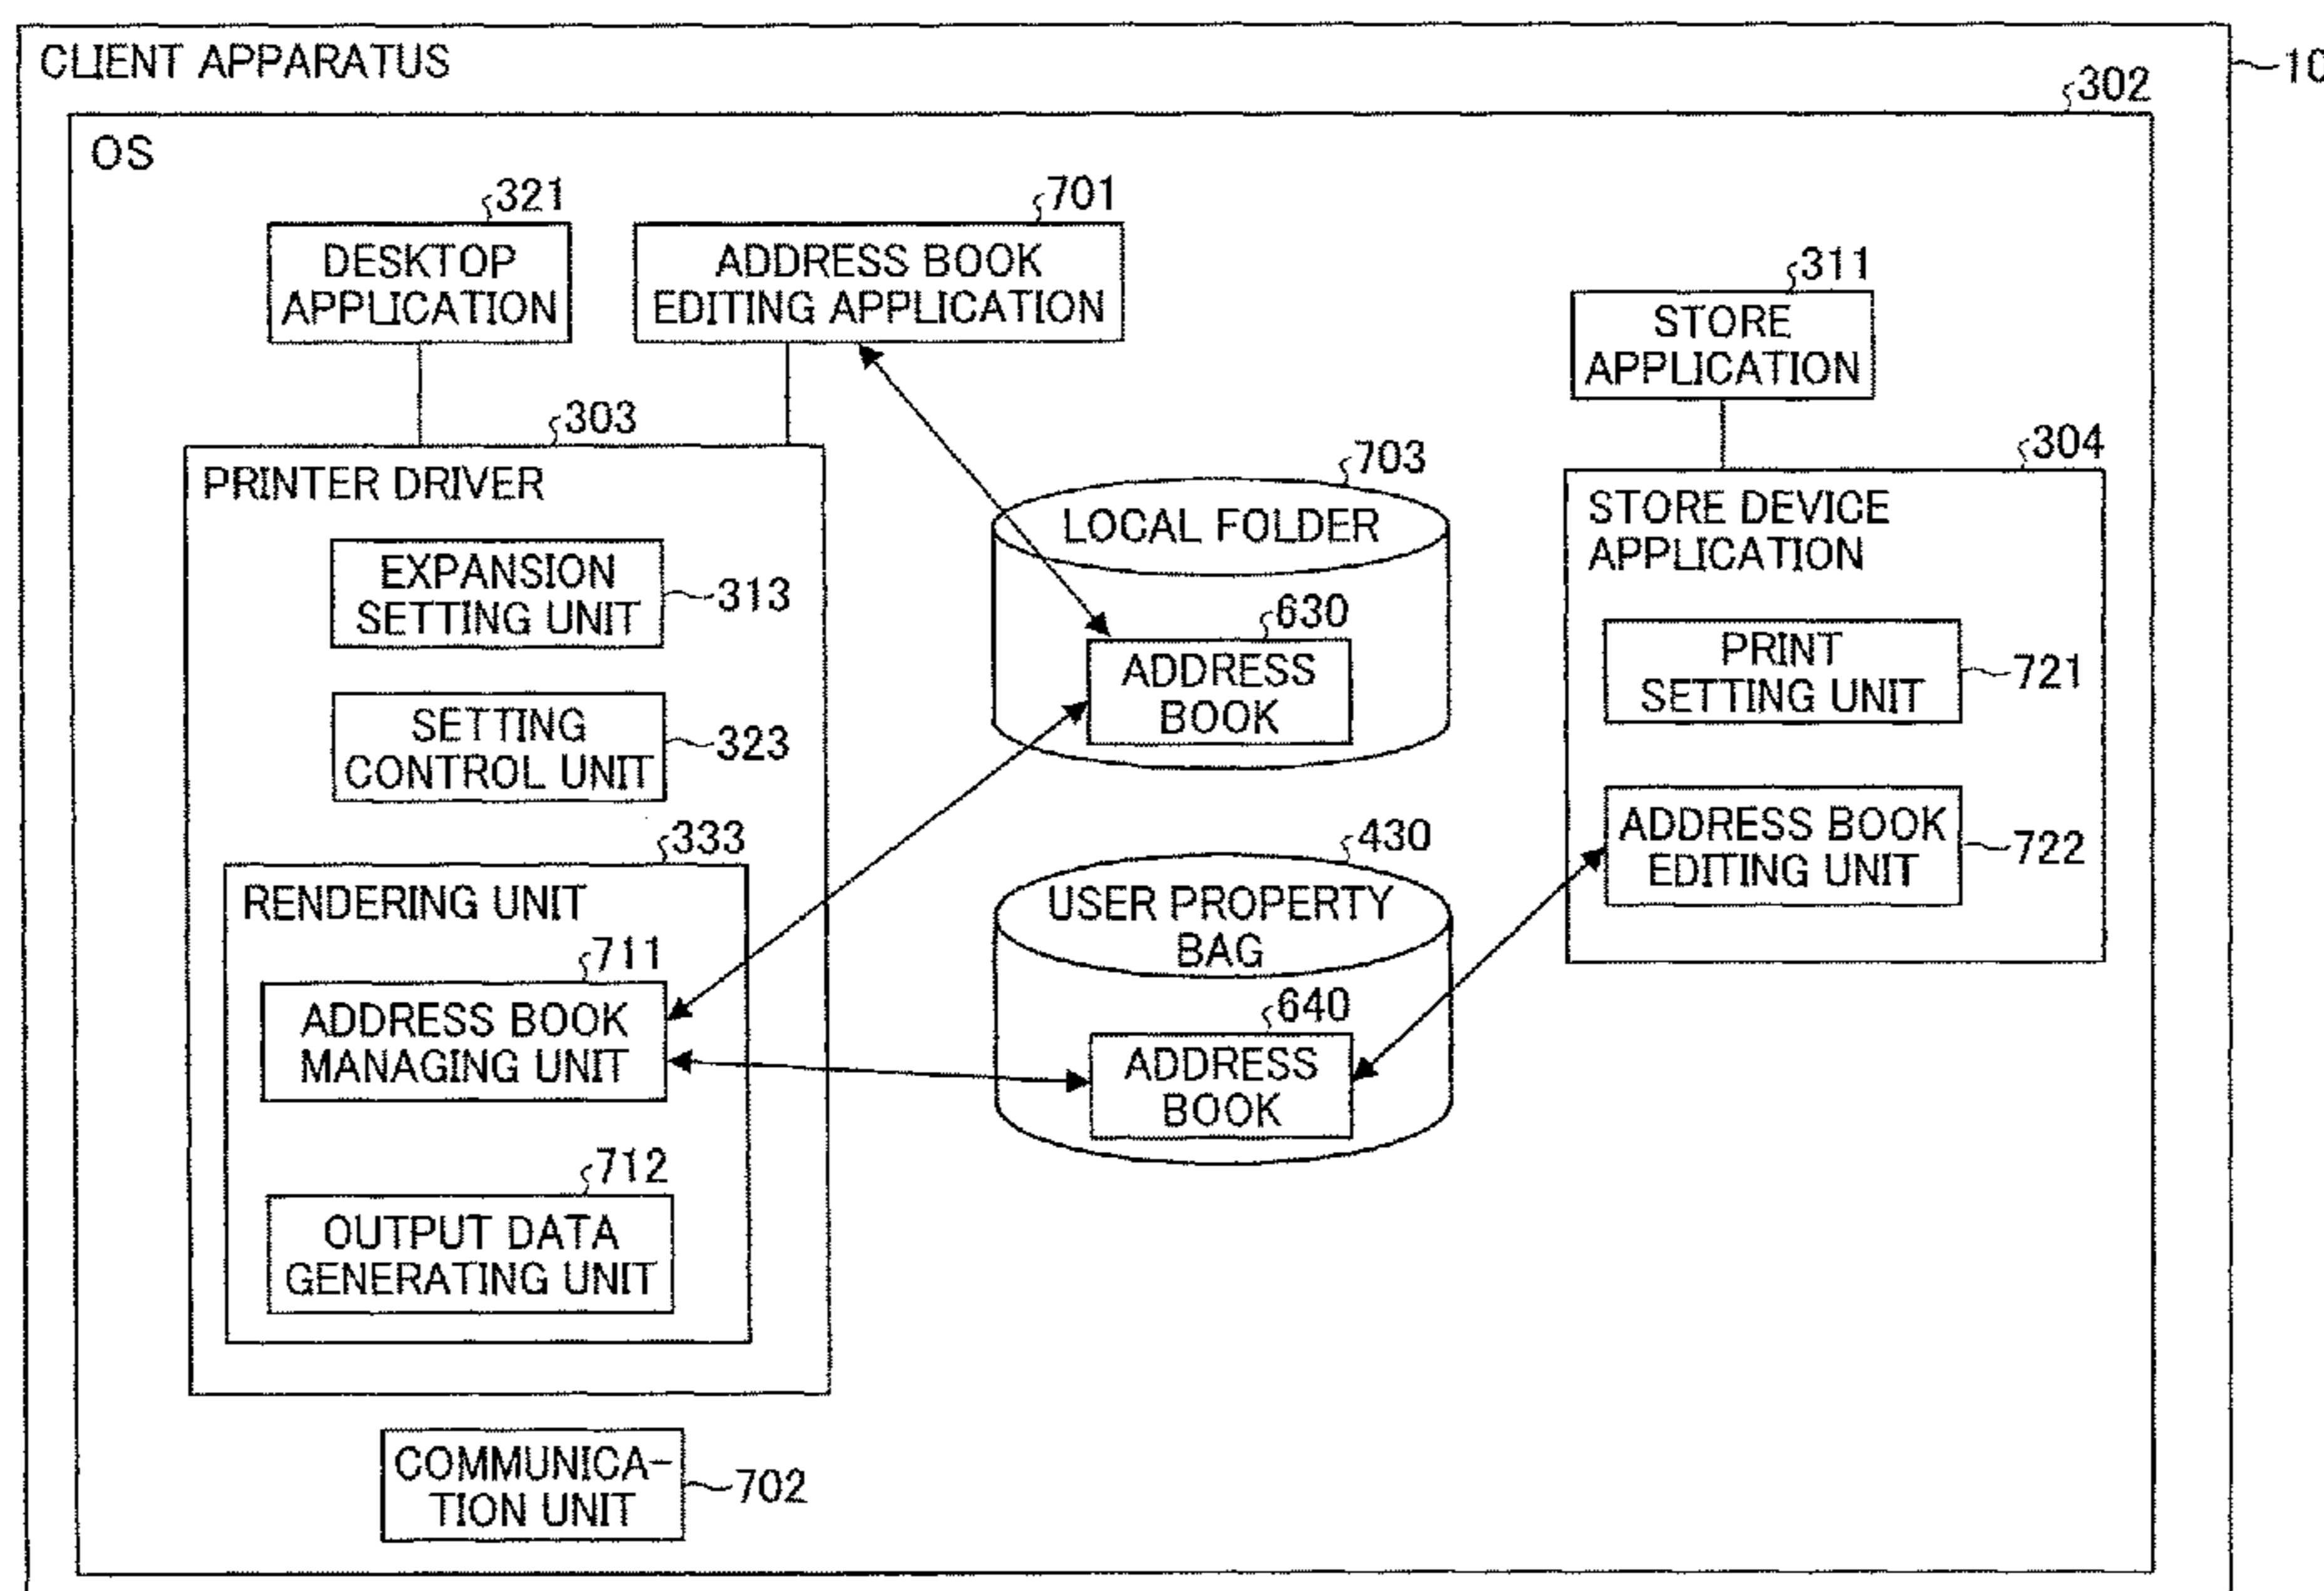 CLIENT APPARATUS
10
302
OS
321
DESKTOP
APPLICATION
701
ADDRESS BOOK
EDITING APPLICATION
311
STORE
APPLICATION
303
PRINTER DRIVER
EXPANSION
SETTING UNIT
313
SETTING
CONTROL UNIT
323
333
RENDERING UNIT
711
ADDRESS BOOK
MANAGING UNIT
712
OUTPUT DATA
GENERATING UNIT
COMMUNICA-
TION UNIT
702
703
LOCAL FOLDER
630
ADDRESS
BOOK
430
USER PROPERTY
BAG
640
ADDRESS
BOOK
304
STORE DEVICE
APPLICATION
PRINT
SETTING UNIT
721
ADDRESS BOOK
EDITING UNIT
722